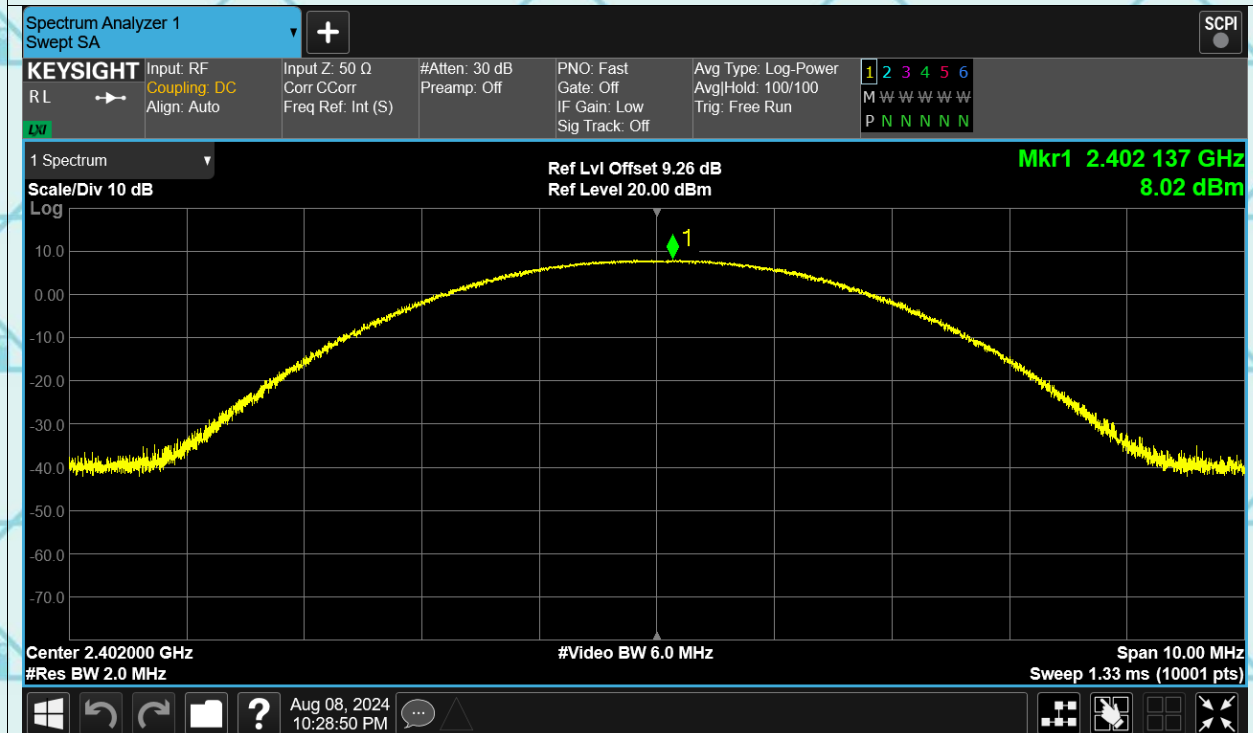 Spectrum Analyzer 1
Swept SA
SCPI
KEYSIGHT
RL
LXI
Input: RF
Coupling: DC
Align: Auto
Input Z: 50 Ω
Corr CCorr
Freq Ref: Int (S)
#Atten: 30 dB
Preamp: Off
PNO: Fast
Gate: Off
IF Gain: Low
Sig Track: Off
Avg Type: Log-Power
Avg|Hold: 100/100
Trig: Free Run
1 2 3 4 5 6
M W W W W W
P N N N N N
1 Spectrum
Scale/Div 10 dB
Log
Ref Lvl Offset 9.26 dB
Ref Level 20.00 dBm
Mkr1 2.402 137 GHz
8.02 dBm
1
10.0
0.00
-10.0
-20.0
-30.0
-40.0
-50.0
-60.0
-70.0
Center 2.402000 GHz
#Res BW 2.0 MHz
#Video BW 6.0 MHz
Span 10.00 MHz
Sweep 1.33 ms (10001 pts)
?
Aug 08, 2024
10:28:50 PM